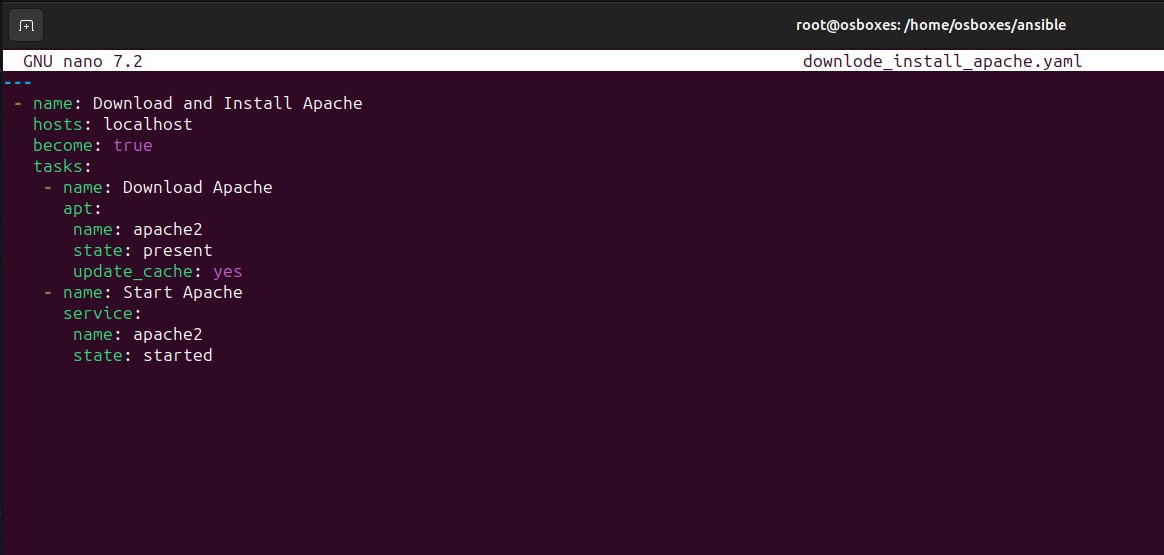 root@osboxes: /home/osboxes/ansible
GNU nano 7.2 downlode_install_apache.yaml
---
 - name: Download and Install Apache
   hosts: localhost
   become: true
   tasks:
    - name: Download Apache
      apt:
       name: apache2
       state: present
       update_cache: yes
    - name: Start Apache
      service:
       name: apache2
       state: started